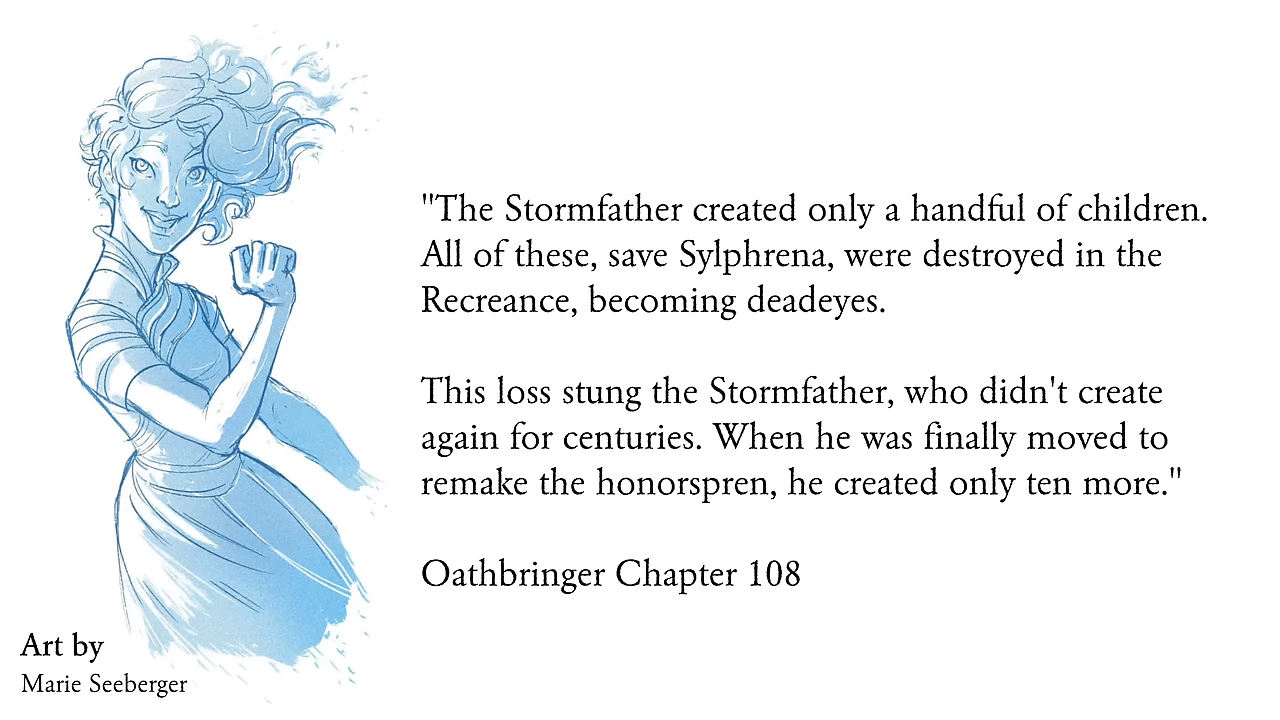 "The Stormfather created only a handful of children.
All of these, save Sylphrena, were destroyed in the
Recreance, becoming deadeyes.
This loss stung the Stormfather, who didn't create
again for centuries. When he was finally moved to
remake the honorspren, he created only ten more."
Oathbringer Chapter 108
Art by
Marie Seeberger